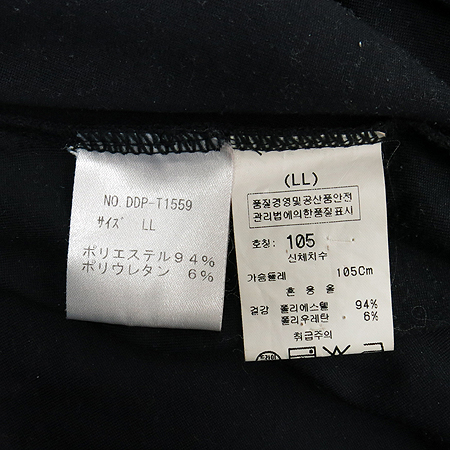 NO. DDP-T1559
サイズ LL
ポリエステル94%
ポリウレタン 6%
(LL)
품질경영및공산품안전
관리법에의한품질표시
호칭: 105
신체치수
가슴둘레 105Cm
혼용율
겉감 폴리에스텔 94%
폴리우레탄 6%
취급주의